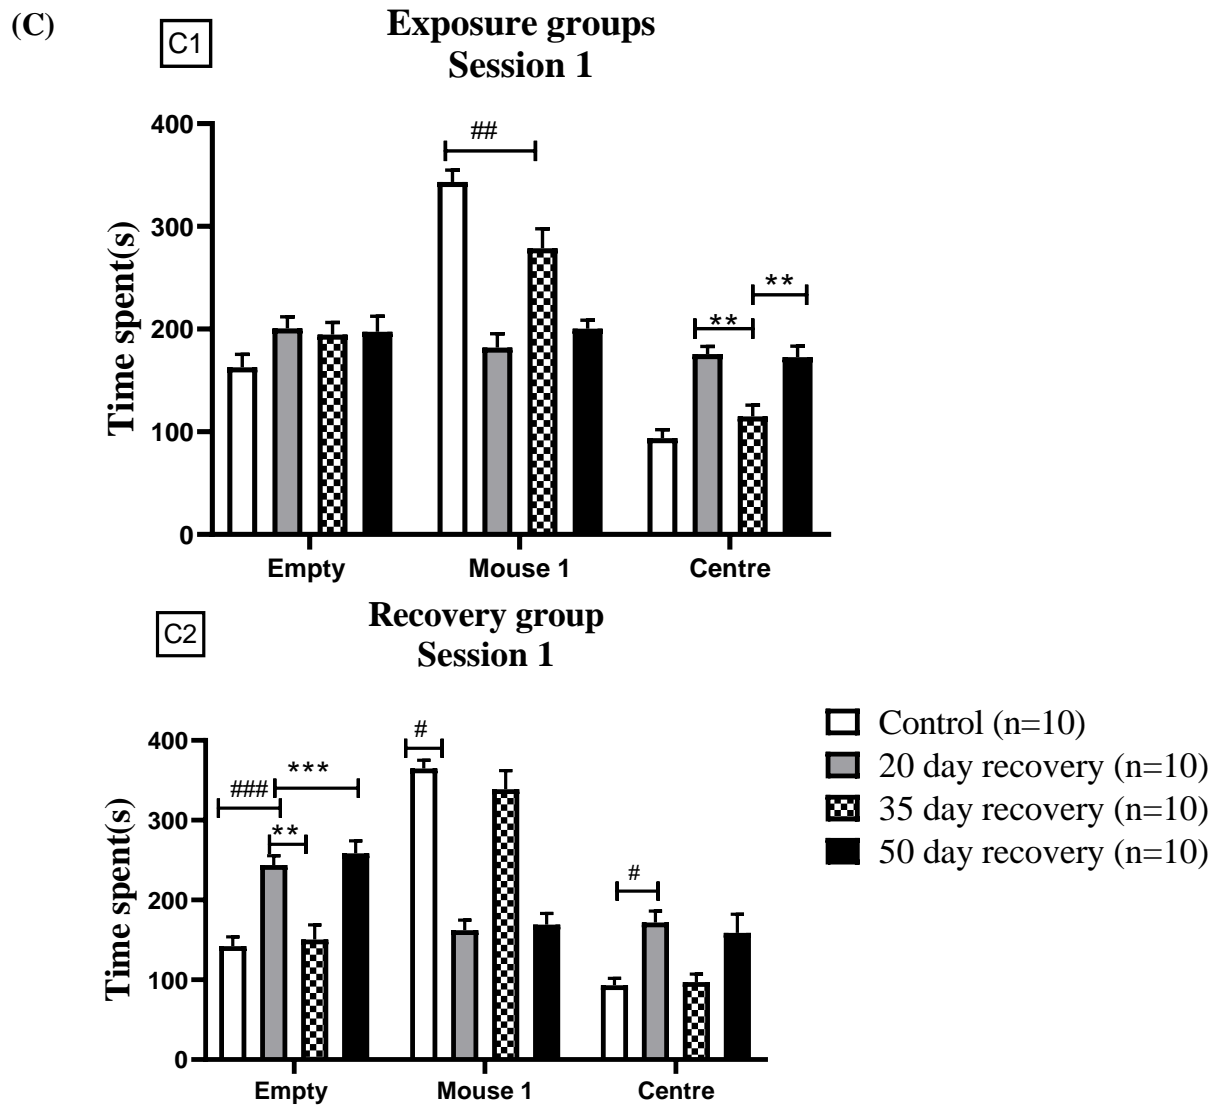 (C)
C1
Exposure groups
Session 1
Time spent(s)
400
300
200
100
0
##
**
**
Empty
Mouse 1
Centre
C2
Recovery group
Session 1
Time spent(s)
400
300
200
100
0
###
***
**
#
#
Empty
Mouse 1
Centre
Control (n=10)
20 day recovery (n=10)
35 day recovery (n=10)
50 day recovery (n=10)